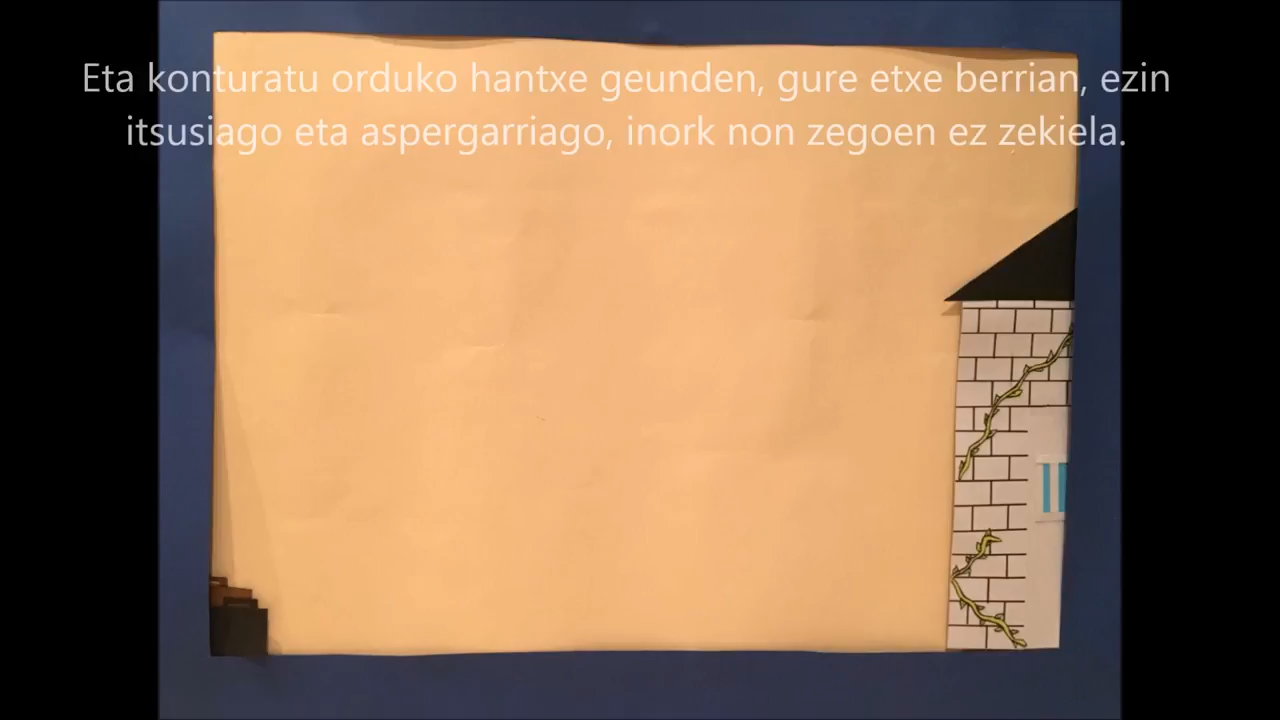 Eta konturatu orduko hantxe geunden, gure etxe berrian, ezin
itsusiago eta aspergarriago, inork non zegoen ez zekiela.